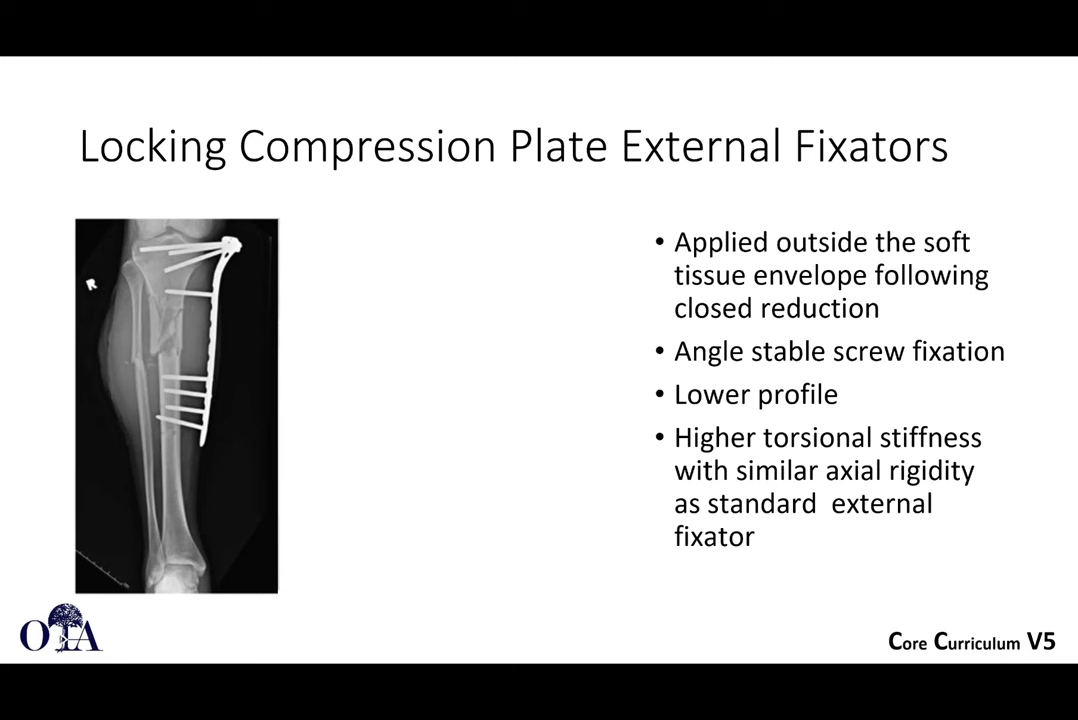 Locking Compression Plate External Fixators
R
• Applied outside the soft
tissue envelope following
closed reduction
• Angle stable screw fixation
• Lower profile
• Higher torsional stiffness
with similar axial rigidity
as standard  external
fixator
OTA
Core Curriculum V5